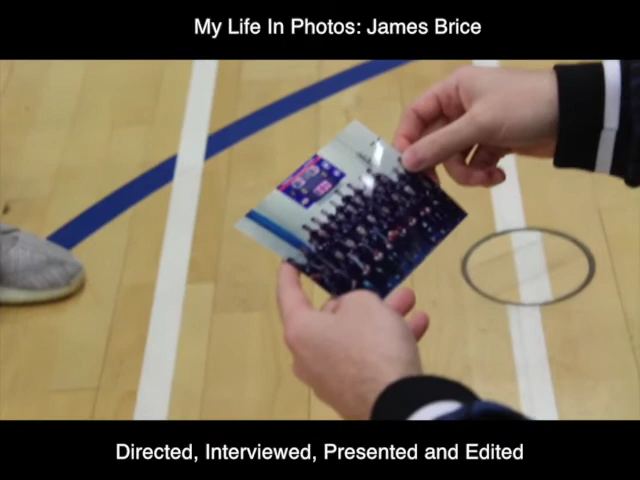 My Life In Photos: James Brice
Directed, Interviewed, Presented and Edited